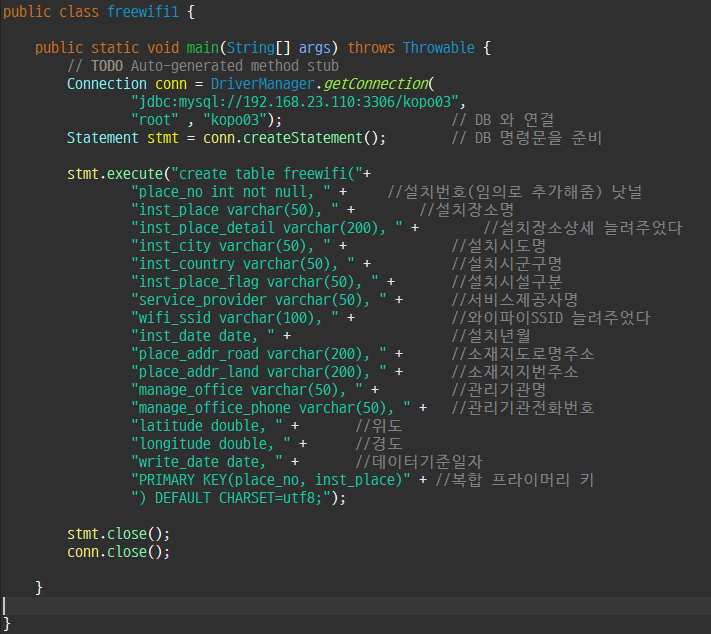 public class freewifi1 {
public static void main(String[] args) throws Throwable {
// TODO Auto-generated method stub
Connection conn = DriverManager.getConnection(
"jdbc:mysql://192.168.23.110:3306/kopo03",
"root" , "kopo03"); // DB 와 연결
Statement stmt = conn.createStatement(); // DB 명령문을 준비
stmt.execute("create table freewifi("+
"place_no int not null, " + //설치번호(임의로 추가해줌) 낫널
"inst_place varchar(50), " + //설치장소명
"inst_place_detail varchar(200), " + //설치장소상세 늘려주었다
"inst_city varchar(50), " + //설치시도명
"inst_country varchar(50), " + //설치시군구명
"inst_place_flag varchar(50), " + //설치시설구분
"service_provider varchar(50), " + //서비스제공사명
"wifi_ssid varchar(100), " + //와이파이SSID 늘려주었다
"inst_date date, " + //설치년월
"place_addr_road varchar(200), " + //소재지도로명주소
"place_addr_land varchar(200), " + //소재지지번주소
"manage_office varchar(50), " + //관리기관명
"manage_office_phone varchar(50), " + //관리기관전화번호
"latitude double, " + //위도
"longitude double, " + //경도
"write_date date, " + //데이터기준일자
"PRIMARY KEY(place_no, inst_place)" + //복합 프라이머리 키
") DEFAULT CHARSET=utf8;");
stmt.close();
conn.close();
}
}